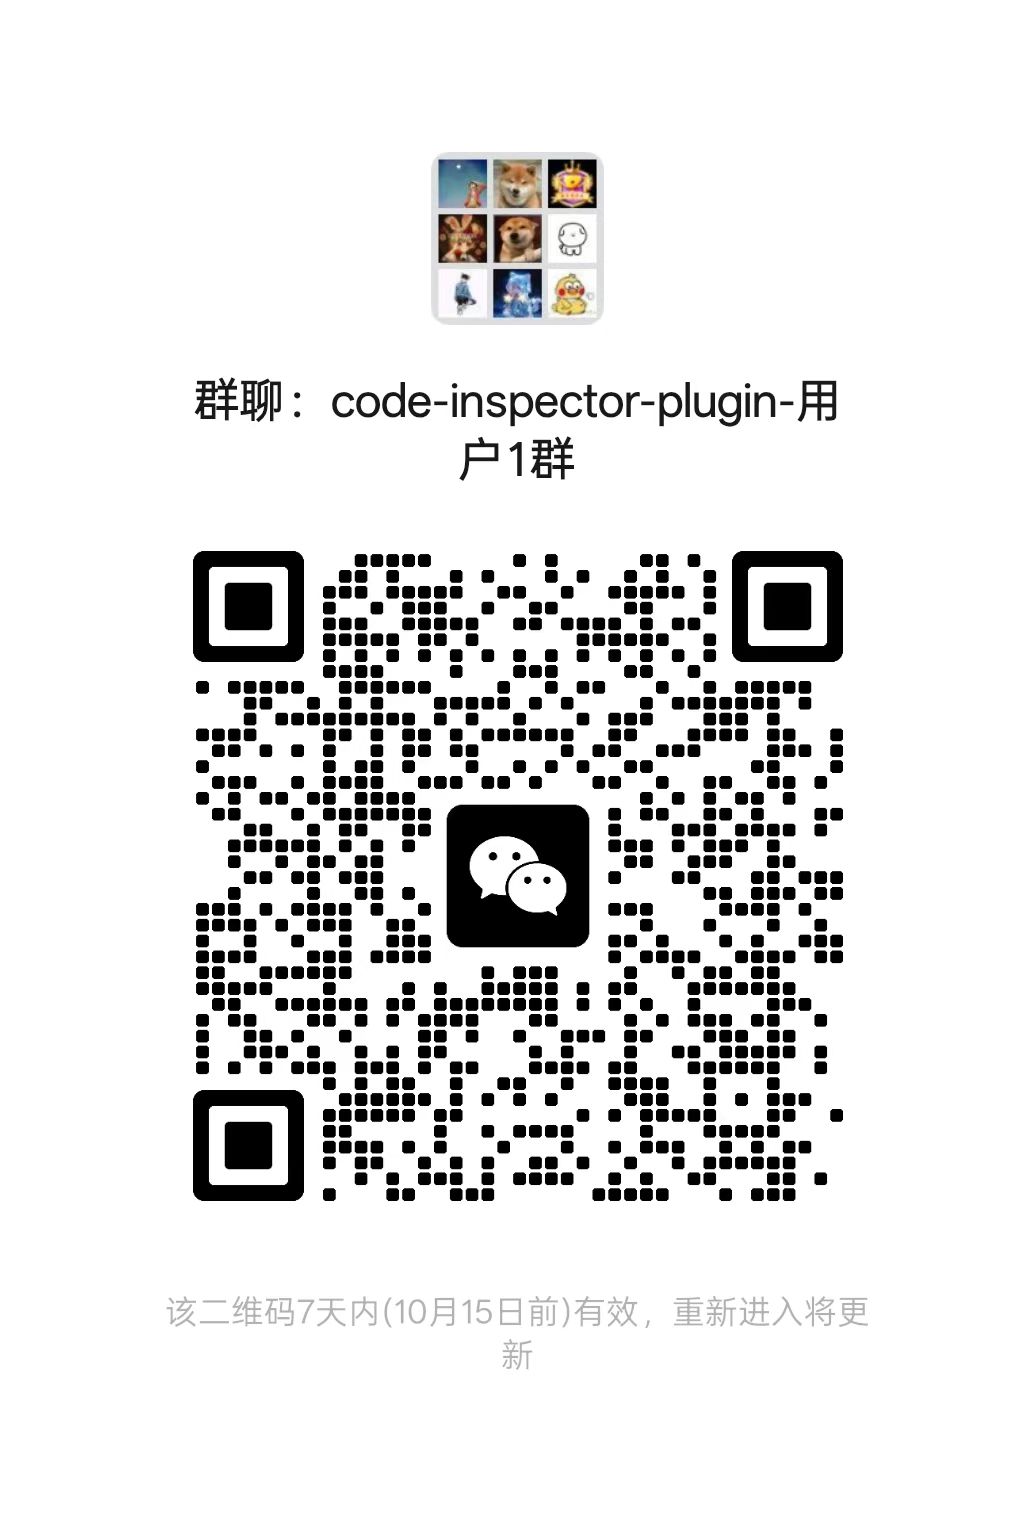 群聊：code-inspector-plugin-用
户1群
该二维码7天内(10月15日前)有效，重新进入将更
新